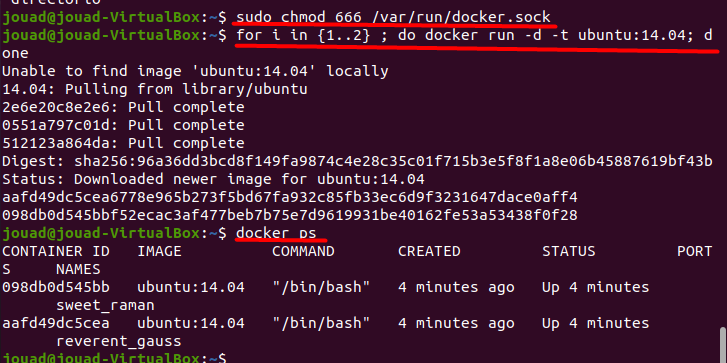 directorio
jouad@jouad-VirtualBox:~$ sudo chmod 666 /var/run/docker.sock
jouad@jouad-VirtualBox:~$ for i in {1..2} ; do docker run -d -t ubuntu:14.04; d
one
Unable to find image 'ubuntu:14.04' locally
14.04: Pulling from library/ubuntu
2e6e20c8e2e6: Pull complete
0551a797c01d: Pull complete
512123a864da: Pull complete
Digest: sha256:96a36dd3bcd8f149fa9874c4e28c35c01f715b3e5f8f1a8e06b45887619bf43b
Status: Downloaded newer image for ubuntu:14.04
aafd49dc5cea6778e965b273f5bd67fa932c85fb33ec6d9f3231647dace0aff4
098db0d545bbf52ecac3af477beb7b75e7d9619931be40162fe53a53438f0f28
jouad@jouad-VirtualBox:~$ docker ps
CONTAINER ID   IMAGE          COMMAND       CREATED         STATUS         PORT
S     NAMES
098db0d545bb   ubuntu:14.04   "/bin/bash"   4 minutes ago   Up 4 minutes
      sweet_raman
aafd49dc5cea   ubuntu:14.04   "/bin/bash"   4 minutes ago   Up 4 minutes
      reverent_gauss
jouad@jouad-VirtualBox:~$